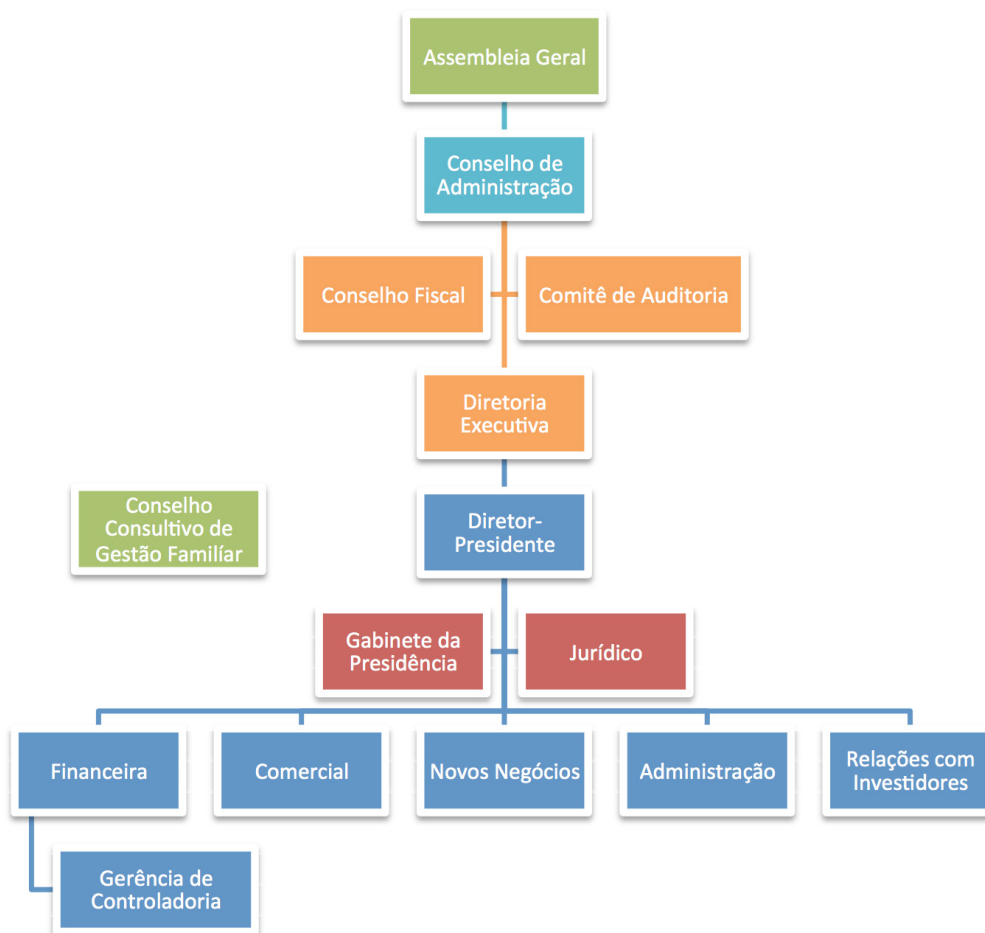 Assembleia Geral
Conselho de
Administração
Conselho Fiscal
Comitê de Auditoria
Diretoria
Executiva
Conselho
Consultivo de
Gestão Familíar
Diretor-
Presidente
Gabinete da
Presidência
Jurídico
Financeira
Comercial
Novos Negócios
Administração
Relações com
Investidores
Gerência de
Controladoria